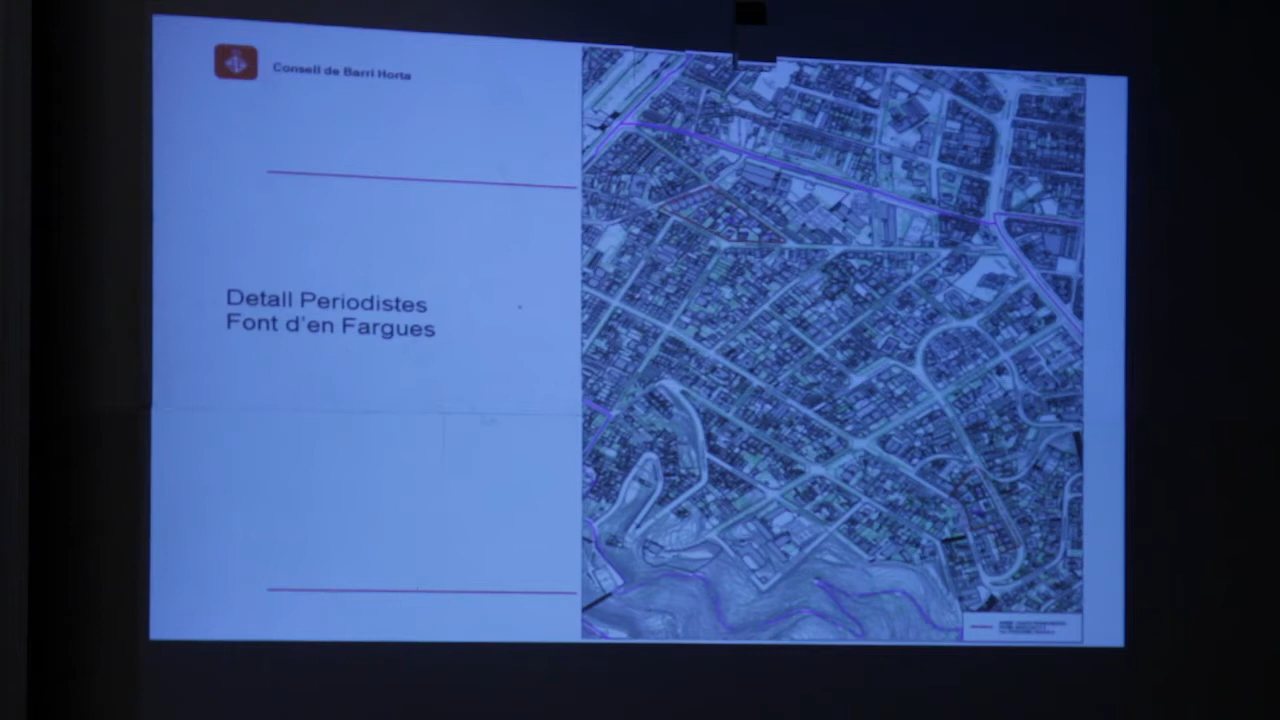 Consell de Barri Horta
Detall Periodistes
Font d'en Fargues